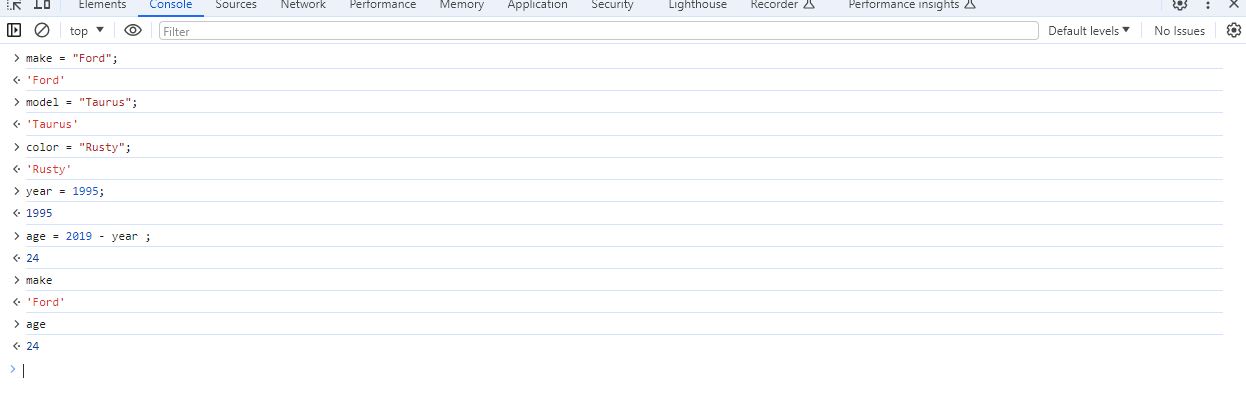 Elements Console Sources Network Performance Memory Application Security Lighthouse Recorder Performance insights
top Filter Default levels No Issues
> make = "Ford";
<· 'Ford'
> model = "Taurus";
<· 'Taurus'
> color = "Rusty";
<· 'Rusty'
> year = 1995;
<· 1995
> age = 2019 - year ;
<· 24
> make
<· 'Ford'
> age
<· 24
>